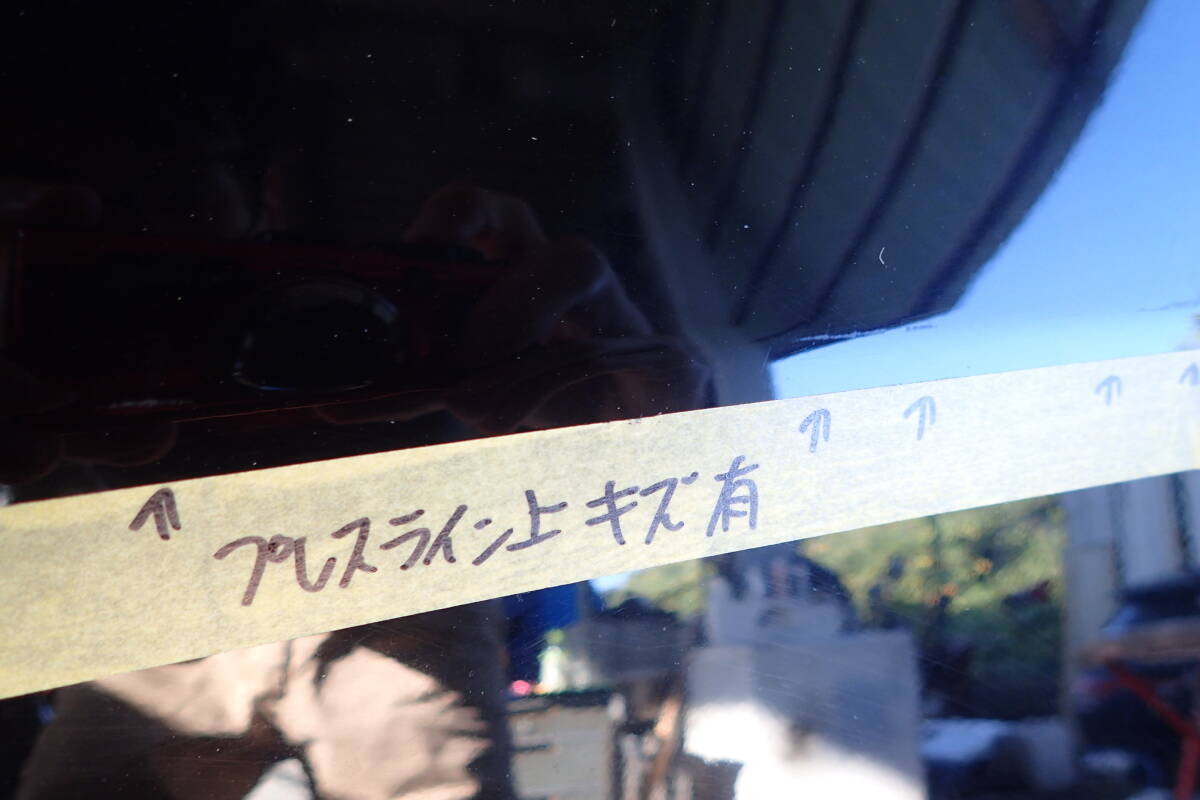 ↑ プレスライン上 キズ 有 ↑ ↑ ↑ ↑